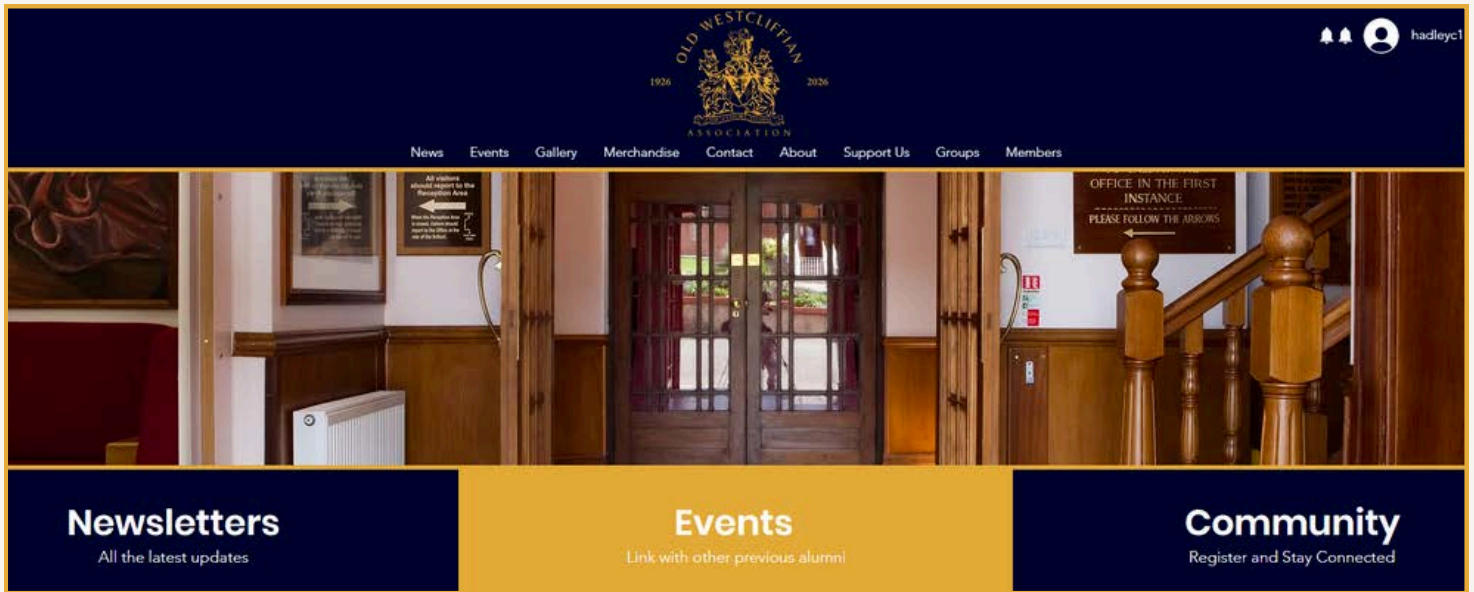 OLD WESTCLIFFIAN
1926 2026
ASSOCIATION
hadleyc1
News Events Gallery Merchandise Contact About Support Us Groups Members
All visitors
should report to the
Reception Area
OFFICE IN THE FIRST
INSTANCE
PLEASE FOLLOW THE ARROWS
Newsletters
All the latest updates
Events
Link with other previous alumni
Community
Register and Stay Connected